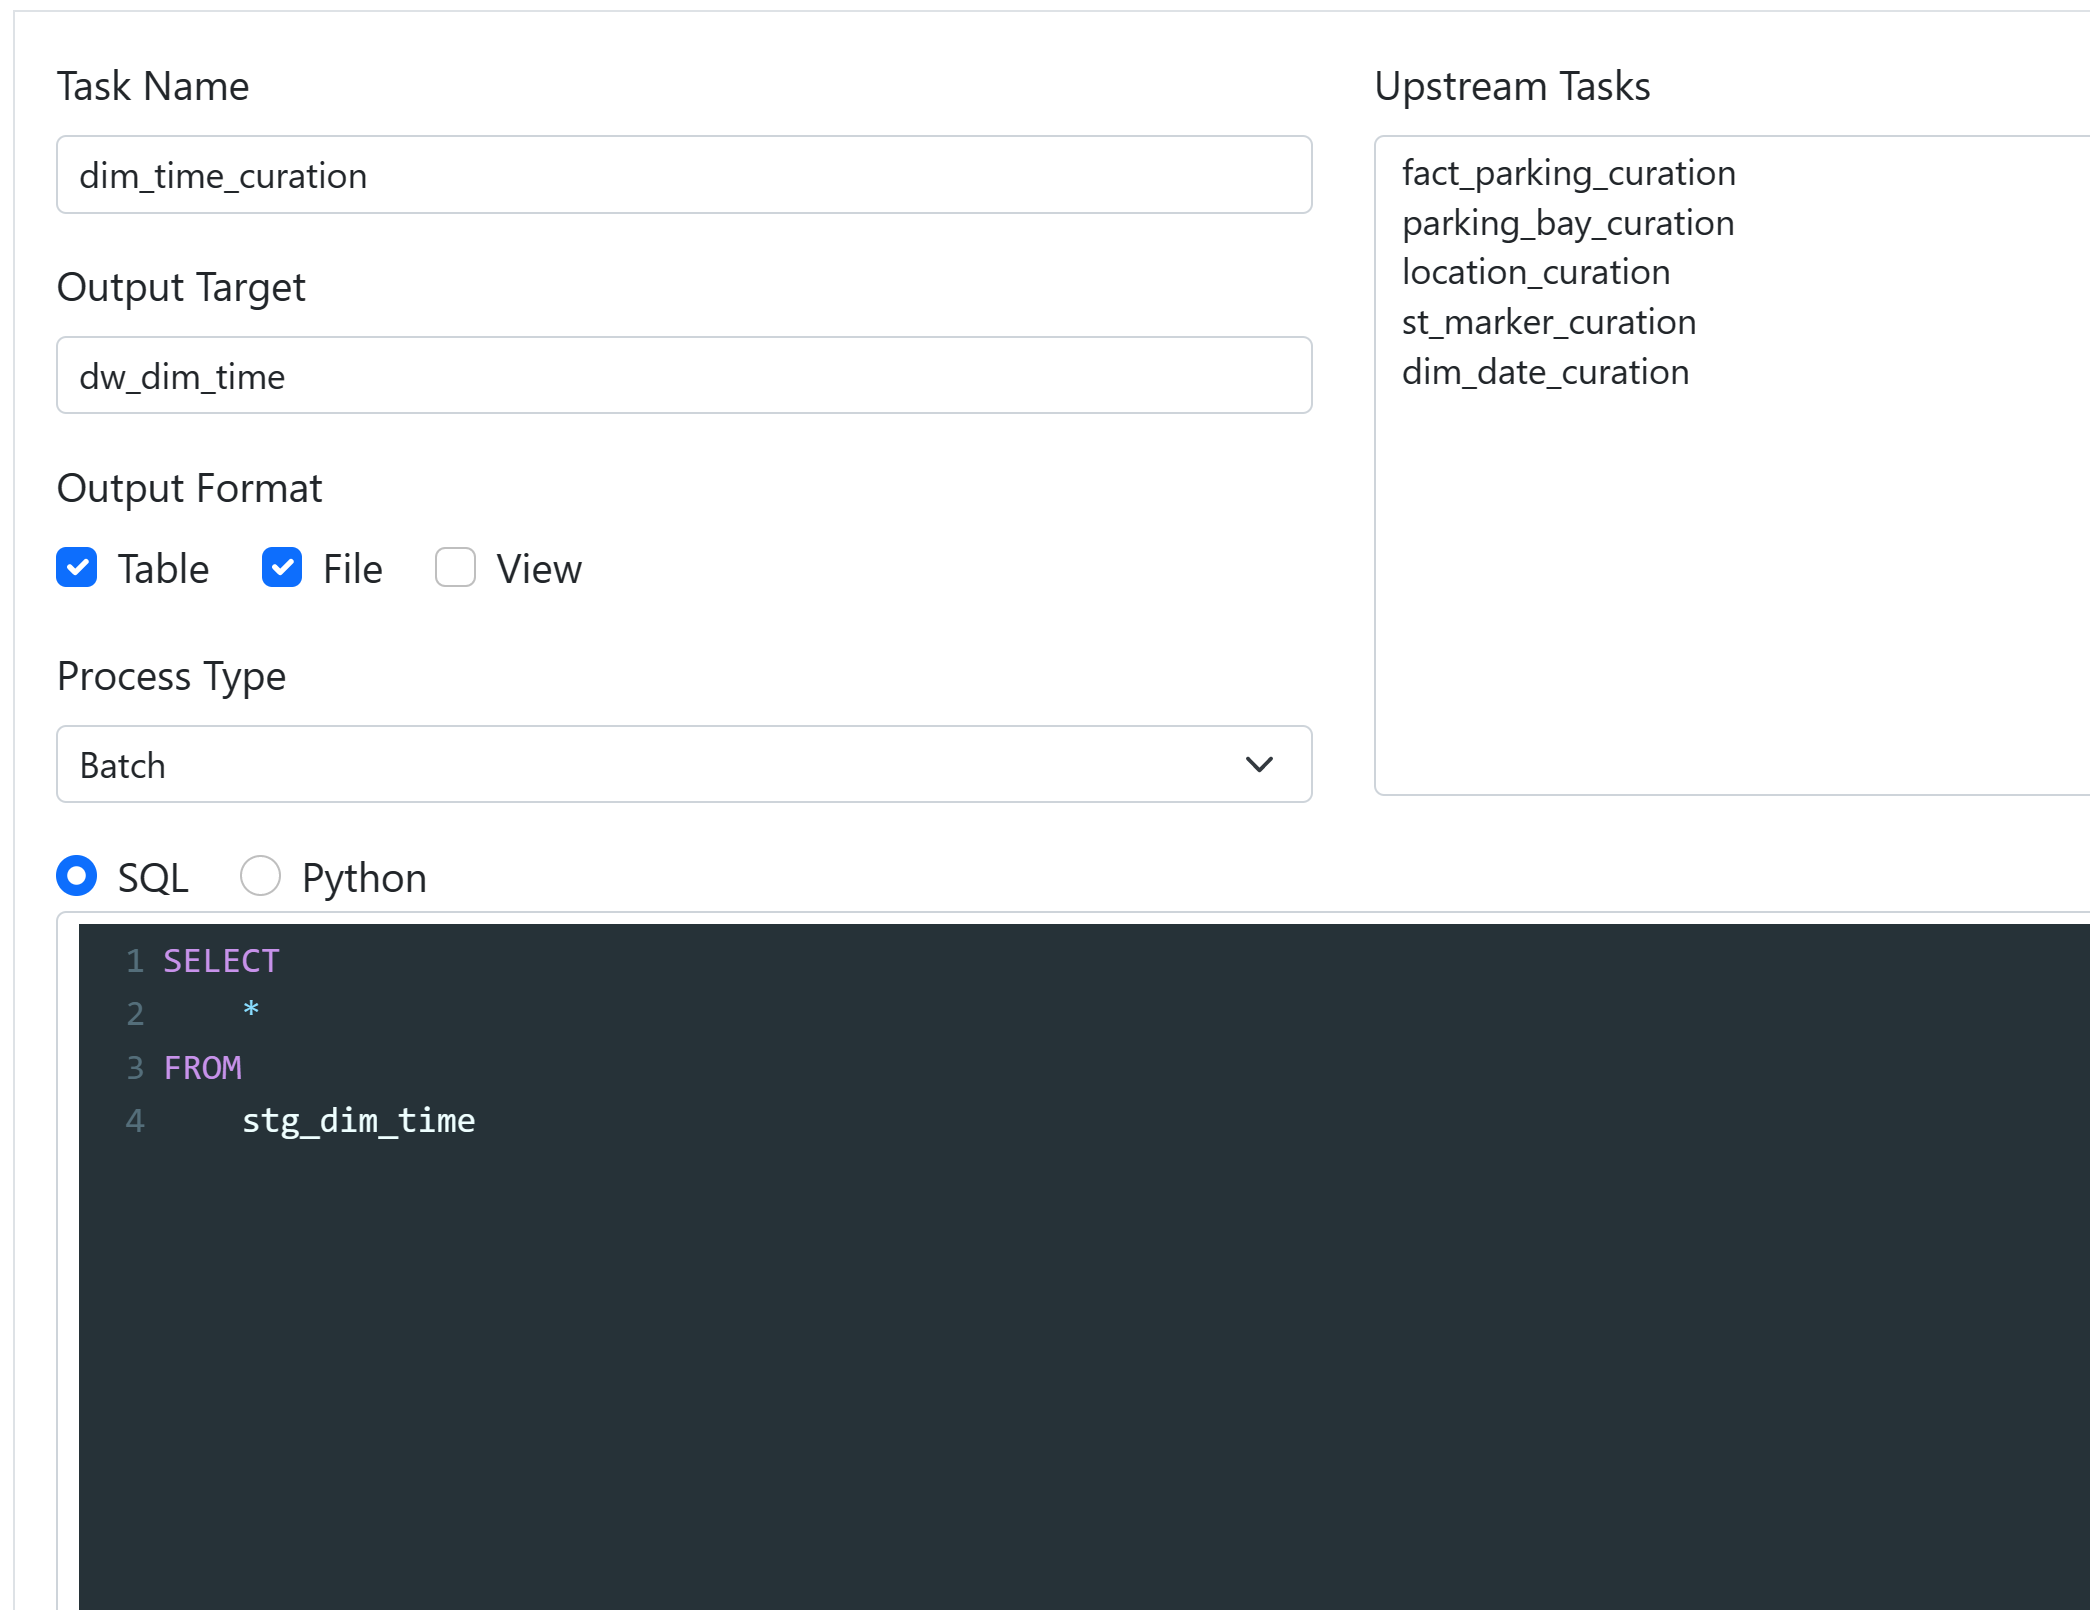 Task Name
dim_time_curation
Output Target
dw_dim_time
Output Format
Table File View
Process Type
Batch
Upstream Tasks
fact_parking_curation
parking_bay_curation
location_curation
st_marker_curation
dim_date_curation
SQL Python
1 SELECT
2     *
3 FROM
4     stg_dim_time